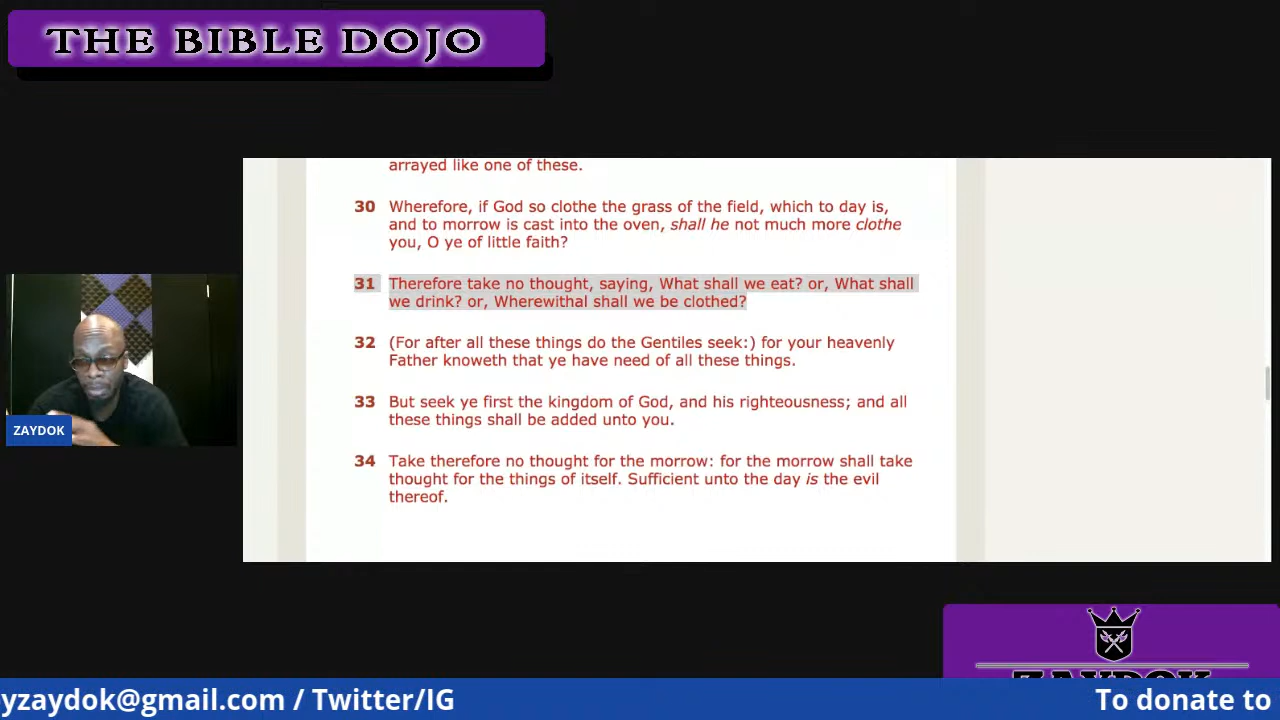 THE BIBLE DOJO
arrayed like one of these.
30 Wherefore, if God so clothe the grass of the field, which to day is,
and to morrow is cast into the oven, shall he not much more clothe
you, O ye of little faith?
31 Therefore take no thought, saying, What shall we eat? or, What shall
we drink? or, Wherewithal shall we be clothed?
32 (For after all these things do the Gentiles seek:) for your heavenly
Father knoweth that ye have need of all these things.
33 But seek ye first the kingdom of God, and his righteousness; and all
these things shall be added unto you.
34 Take therefore no thought for the morrow: for the morrow shall take
thought for the things of itself. Sufficient unto the day is the evil
thereof.
ZAYDOK
ZAYDOK
yzaydok@gmail.com / Twitter/IG
To donate to